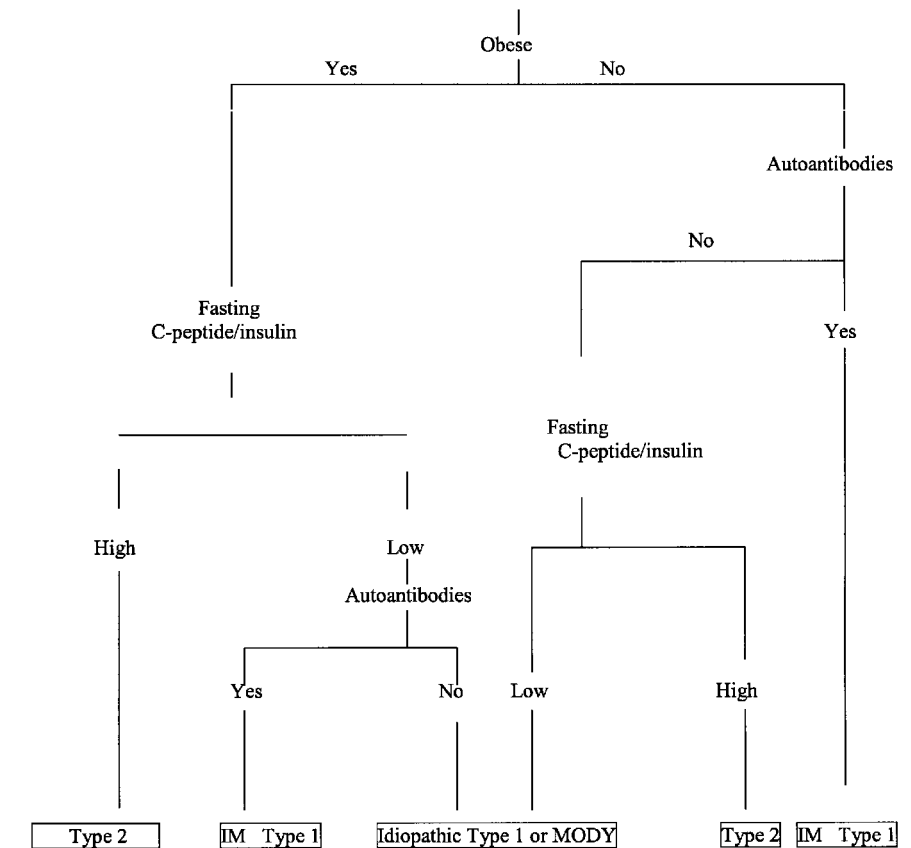 Obese
Yes
No
Autoantibodies
No
Fasting
C-peptide/insulin
Yes
Fasting
C-peptide/insulin
High
Low
Autoantibodies
Yes
No
Low
High
Type 2
IM Type 1
Idiopathic Type 1 or MODY
Type 2
IM Type 1